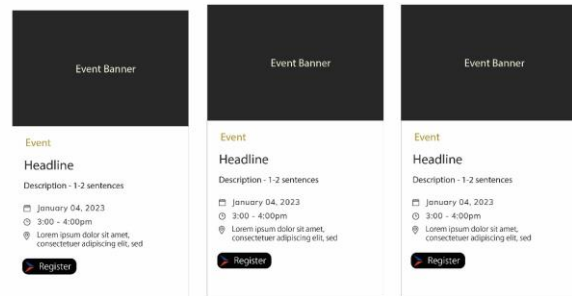 Event Banner
Event
Headline
Description - 1-2 sentences
January 04, 2023
3:00 - 4:00pm
Lorem ipsum dolor sit amet,
consectetuer adipiscing elit, sed
Register
Event Banner
Event
Headline
Description - 1-2 sentences
January 04, 2023
3:00 - 4:00pm
Lorem ipsum dolor sit amet,
consectetuer adipiscing elit, sed
Register
Event Banner
Event
Headline
Description - 1-2 sentences
January 04, 2023
3:00 - 4:00pm
Lorem ipsum dolor sit amet,
consectetuer adipiscing elit, sed
Register